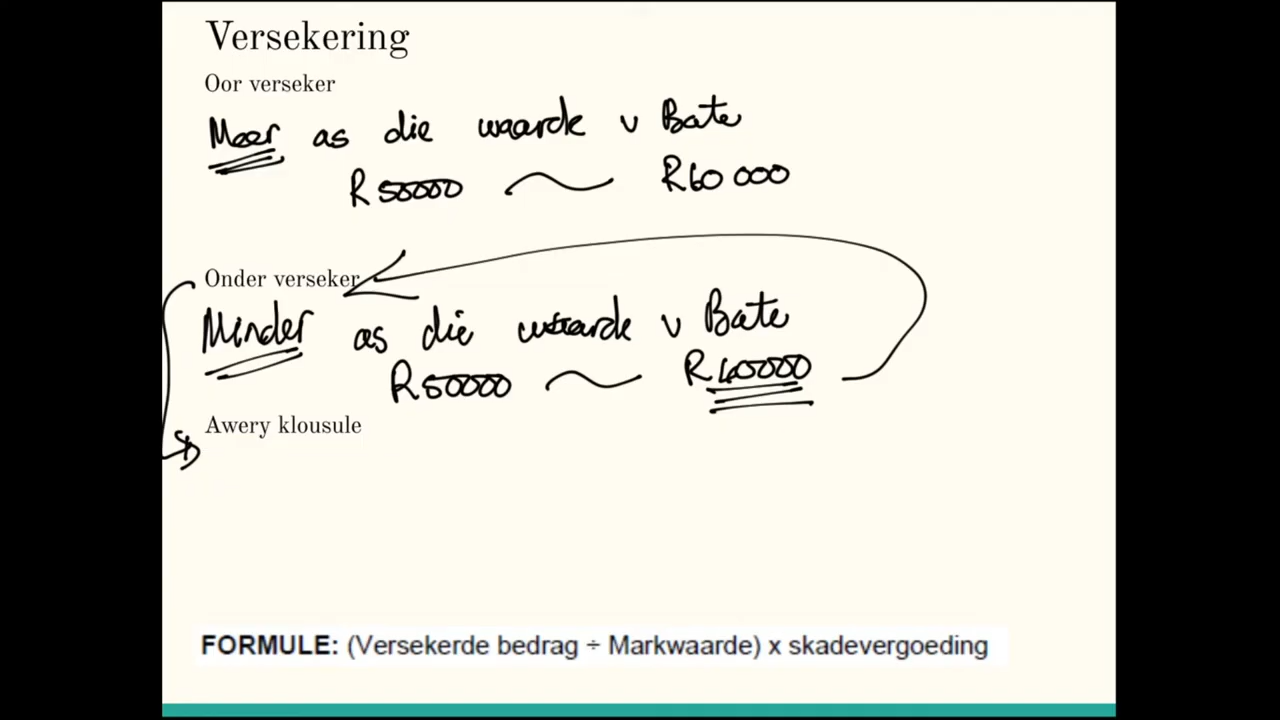 Versekering
Oor verseker
Meer as die waarde v Bate
R50000 R60 000
Onder verseker
Minder as die waarde v Bate
R50000 R40000
Awery klousule
FORMULE: (Versekerde bedrag ÷ Markwaarde) x skadevergoeding